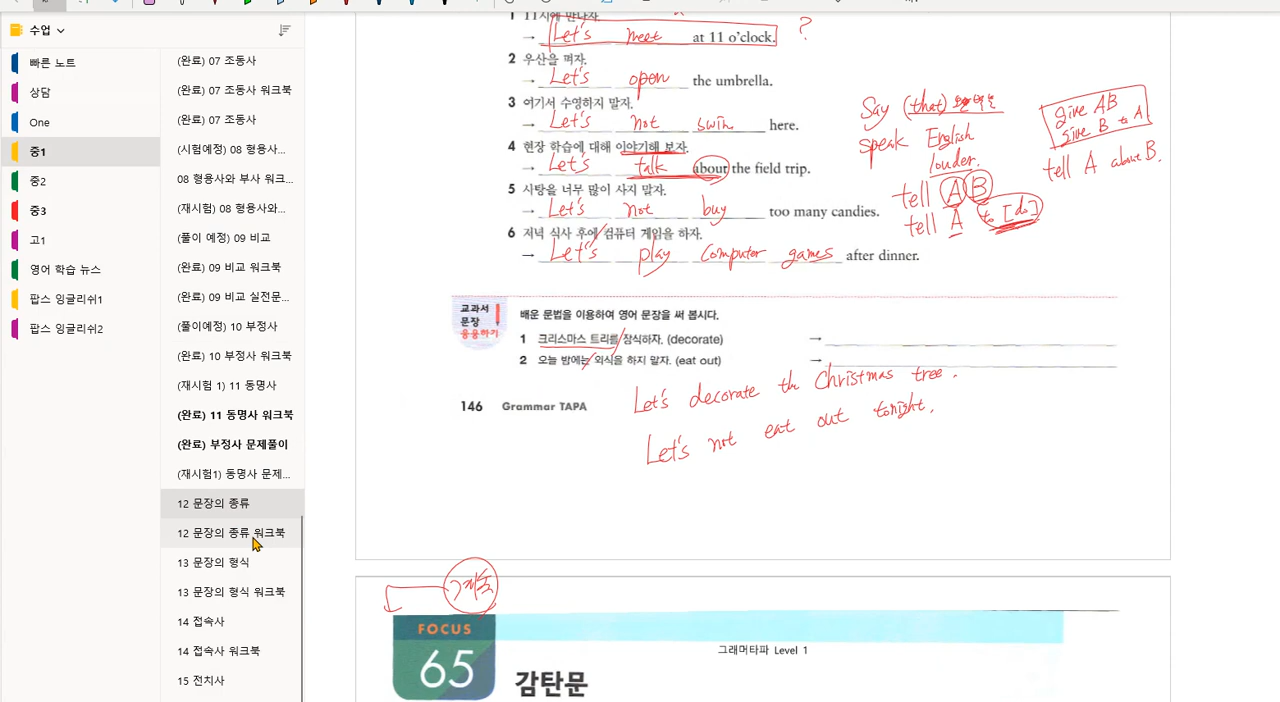 수업
빠른 노트
상담
One
중1
중2
중3
고1
영어 학습 뉴스
팝스 잉글리쉬1
팝스 잉글리쉬2
(완료) 07 조동사
(완료) 07 조동사 워크북
(완료) 07 조동사
(시험예정) 08 형용사...
08 형용사와 부사 워크...
(재시험) 08 형용사와...
(풀이 예정) 09 비교
(완료) 09 비교 워크북
(완료) 09 비교 실전문...
(풀이예정) 10 부정사
(완료) 10 부정사 워크북
(재시험 1) 11 동명사
(완료) 11 동명사 워크북
(완료) 부정사 문제풀이
(재시험1) 동명사 문제...
12 문장의 종류
12 문장의 종류 워크북
13 문장의 형식
13 문장의 형식 워크북
14 접속사
14 접속사 워크북
15 전치사
1 11시에 만나자.
→ Let's meet at 11 o'clock. ?
2 우산을 펴자.
→ Let's open the umbrella.
3 여기서 수영하지 말자.
→ Let's not swim here.
4 현장 학습에 대해 이야기해 보자.
→ Let's talk about the field trip.
5 사탕을 너무 많이 사지 말자.
→ Let's not buy too many candies.
6 저녁 식사 후에 컴퓨터 게임을 하자.
→ Let's play computer games after dinner.
Say (that)
speak English
louder.
tell A B
tell A to [do]
give AB
give B to A
tell A about B.
교과서
문장
응용하기
배운 문법을 이용하여 영어 문장을 써 봅시다.
1 크리스마스 트리를 장식하자. (decorate) →
2 오늘 밤에는 외식을 하지 말자. (eat out) →
Let's decorate the Christmas tree.
Let's not eat out tonight.
146 Grammar TAPA
FOCUS
65
그래머타파 Level 1
감탄문